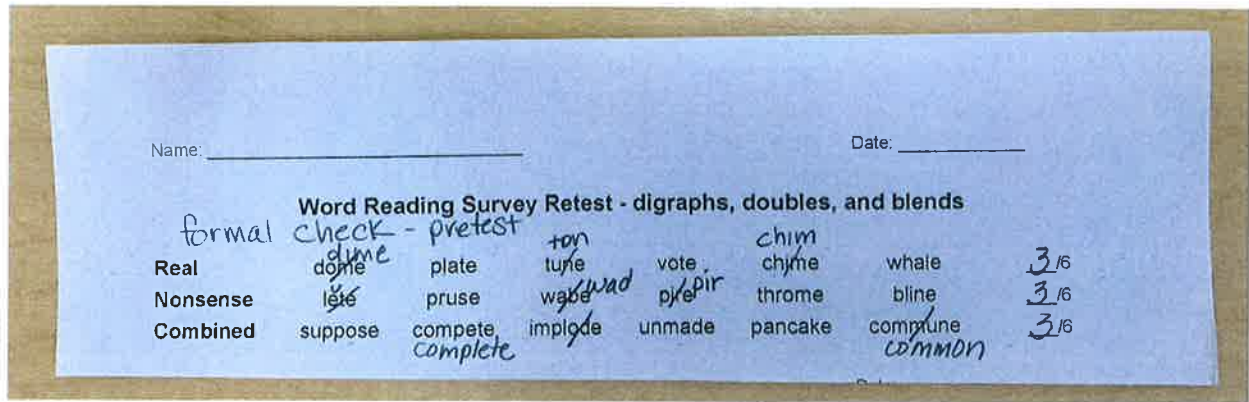 Name: Date:
Word Reading Survey Retest - digraphs, doubles, and blends
formal check - pretest
dime ton chim
Real dome plate tune vote chime whale 3/6
wad pir
Nonsense lete pruse wabe pire throme bline 3/6
Combined suppose compete implode unmade pancake commune 3/6
complete common